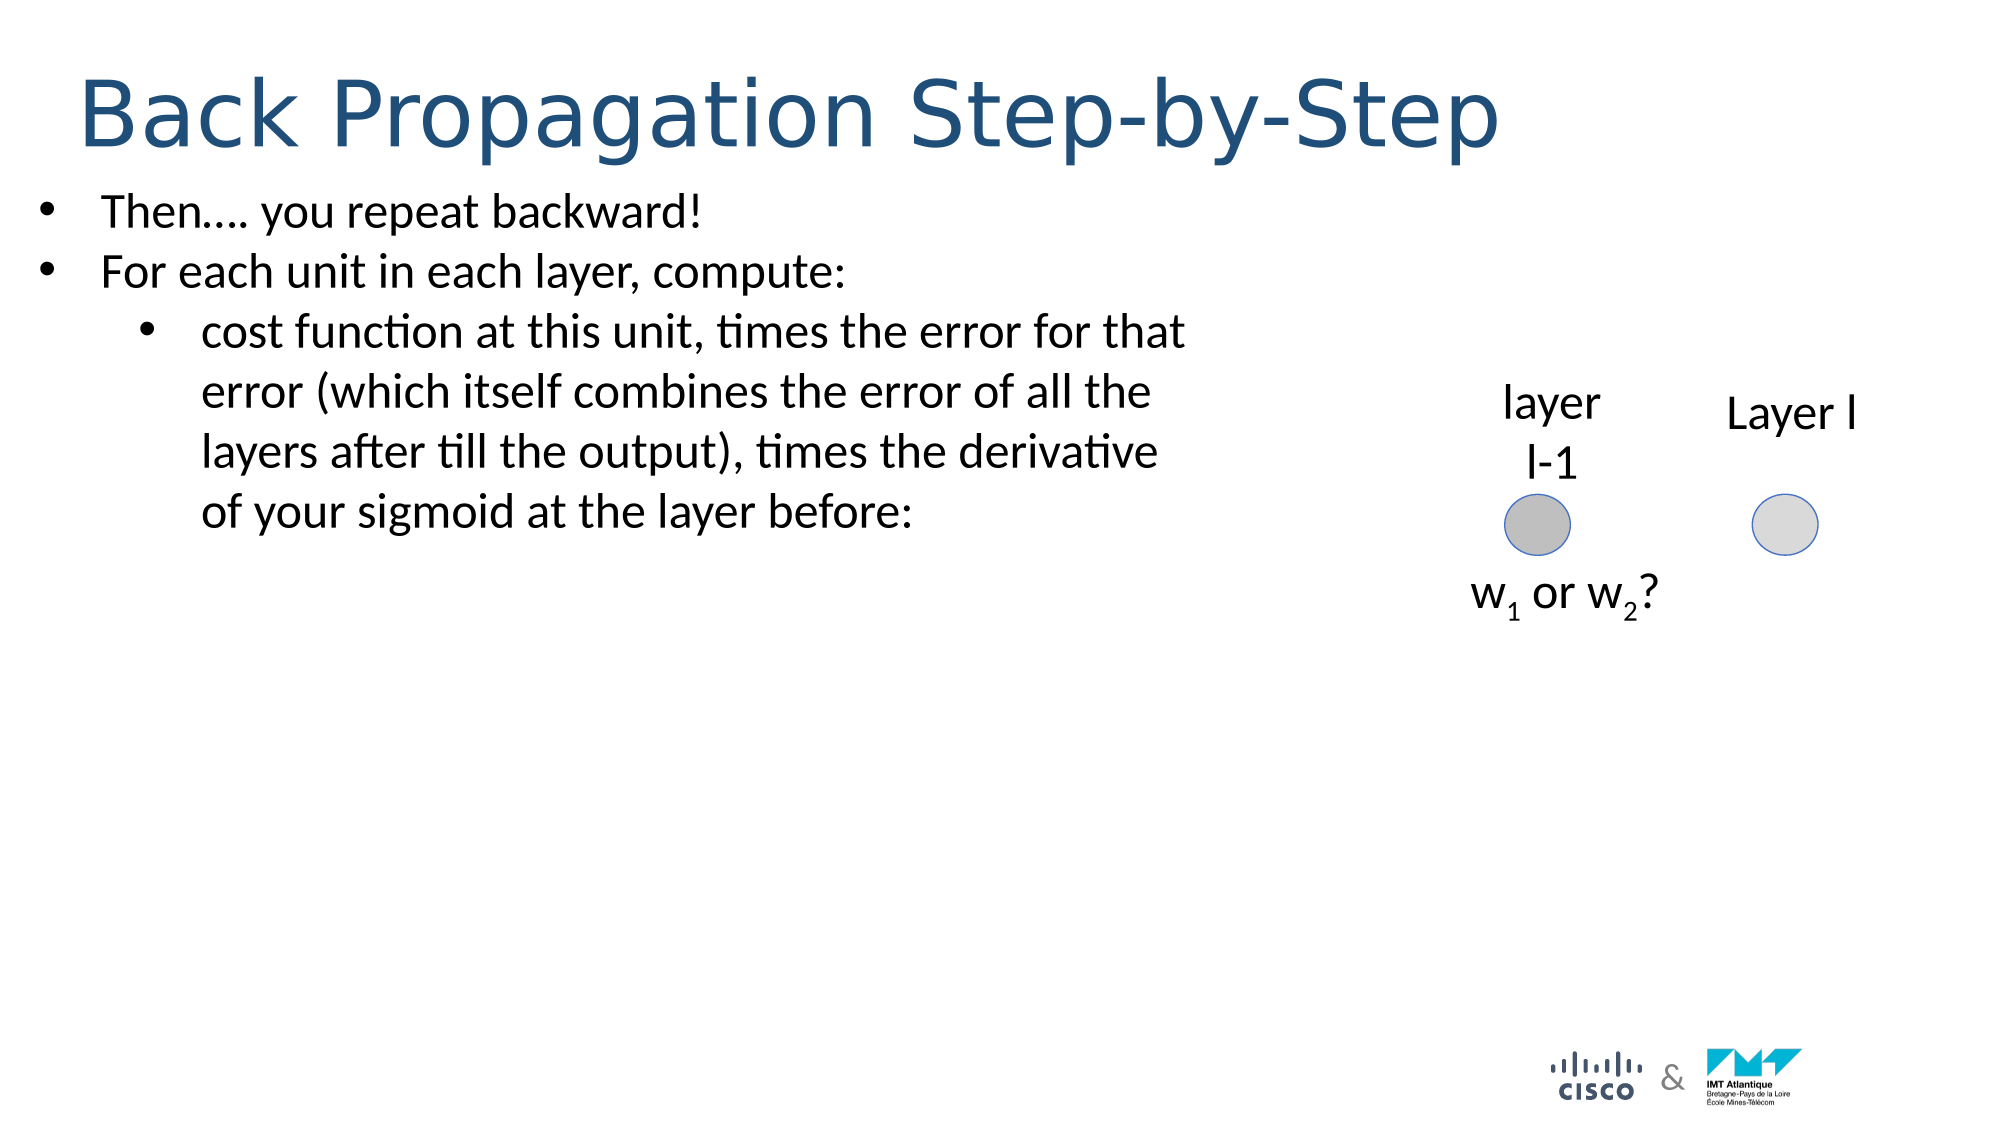 Back Propagation Step-by-Step
• Then…. you repeat backward!
• For each unit in each layer, compute:
• cost function at this unit, times the error for that
error (which itself combines the error of all the
layers after till the output), times the derivative
of your sigmoid at the layer before:
layer
l-1
Layer l
w1 or w2?
CISCO
&
IMT Atlantique
Bretagne-Pays de la Loire
École Mines-Télécom